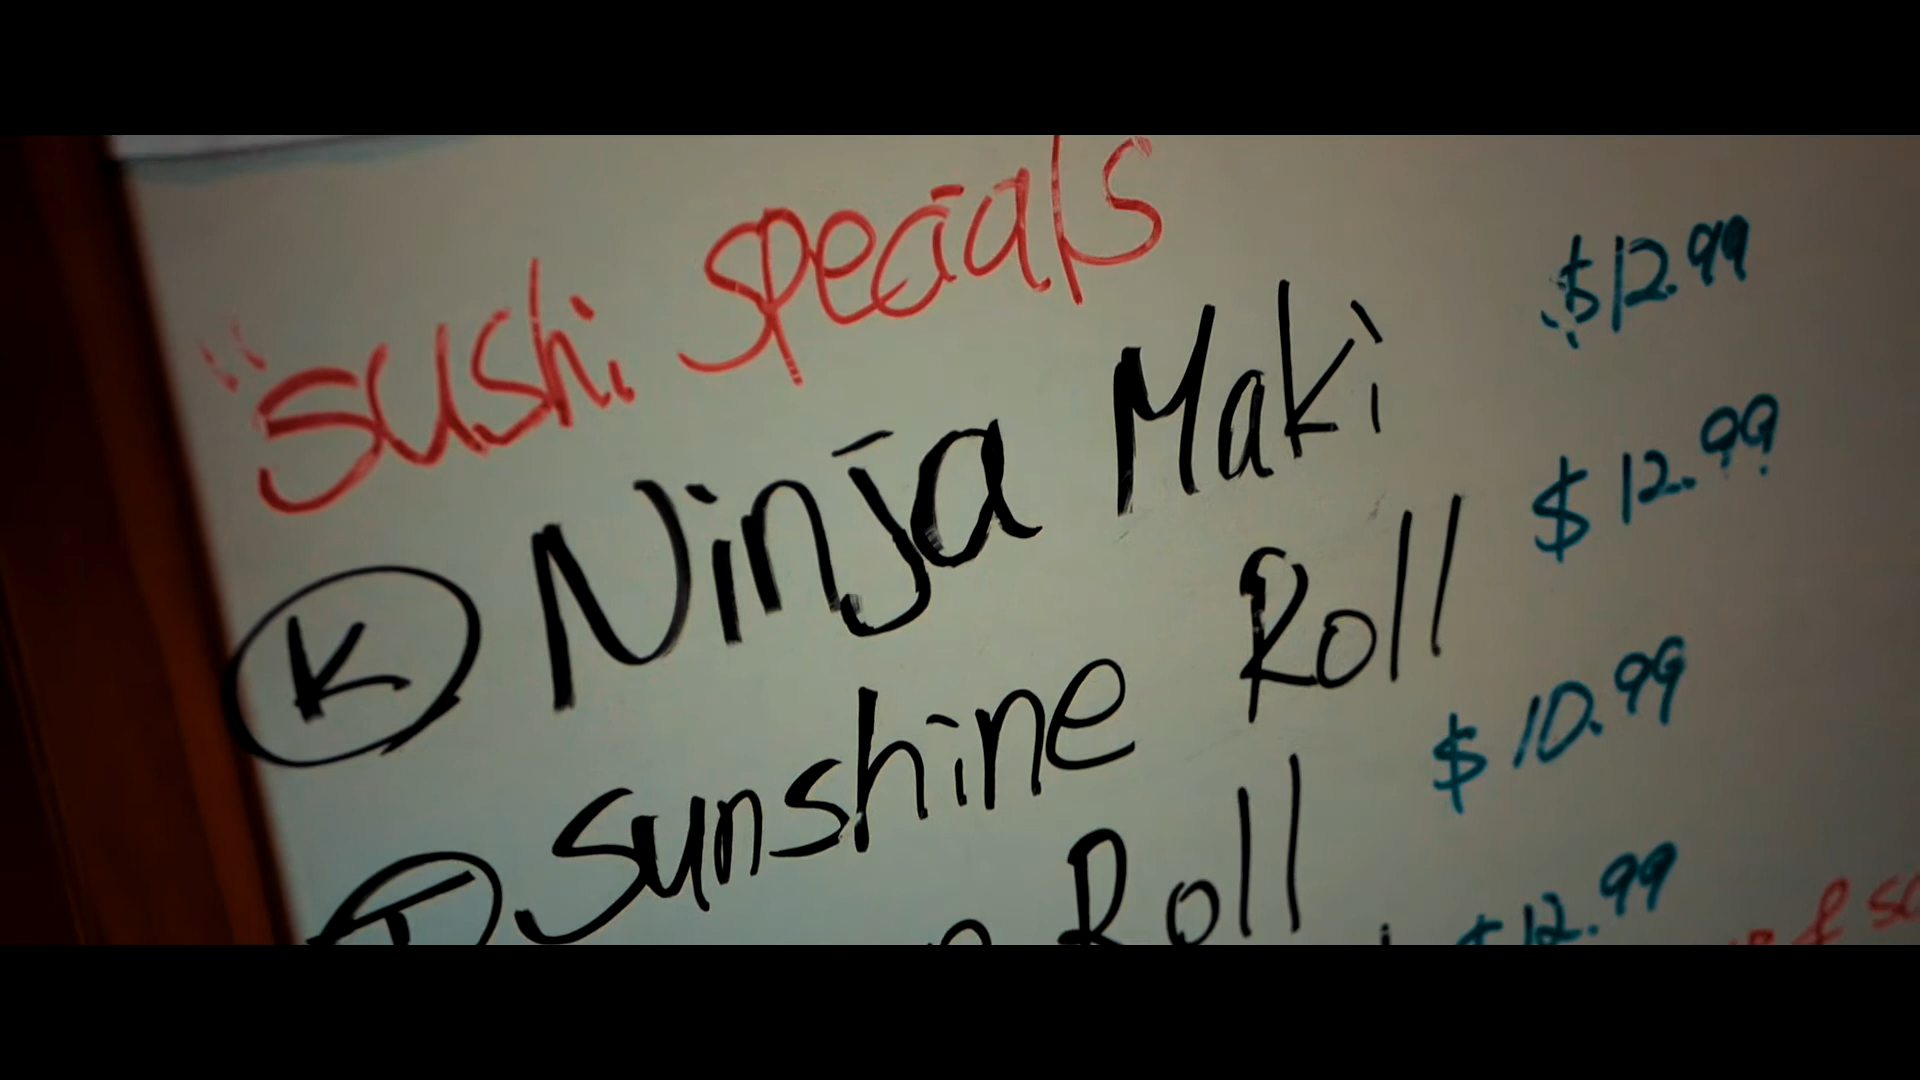 "Sushi Specials
K Ninja Maki $12.99
Sunshine Roll $12.99
Roll $10.99
$12.99